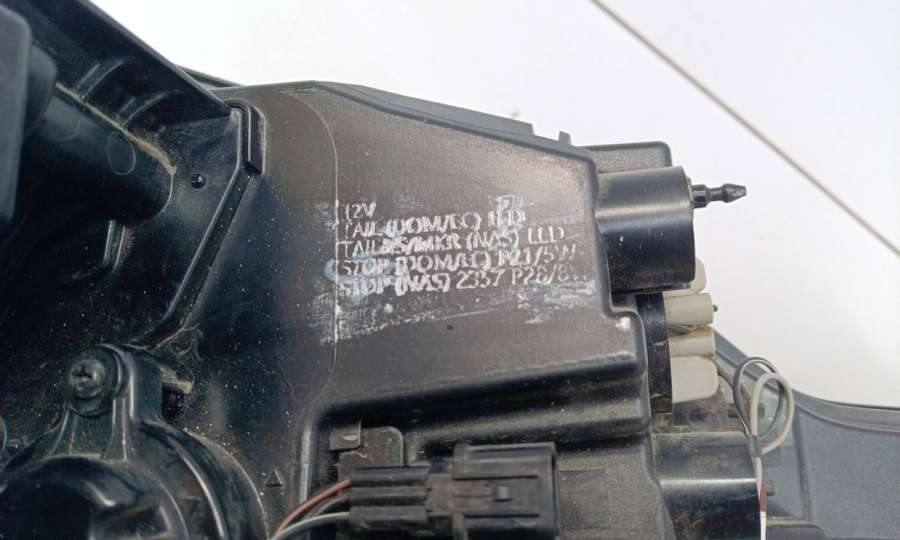 12V
TAIL (DOM/EC) LED
TAIL&S/MKR (NAS) LED
STOP (DOM/EC) P21/5W
STOP (NAS) 2357 P28/8W